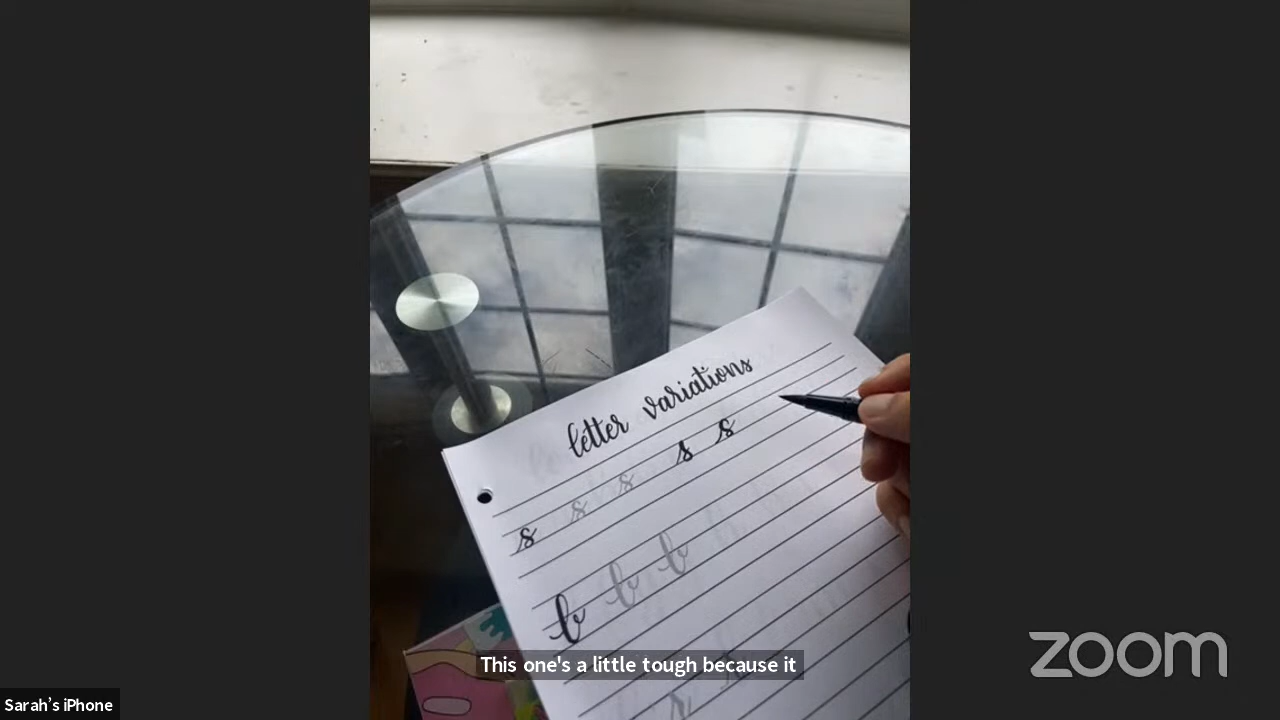 letter variations
s s s s s
b b b
r
This one's a little tough because it
zoom
Sarah's iPhone